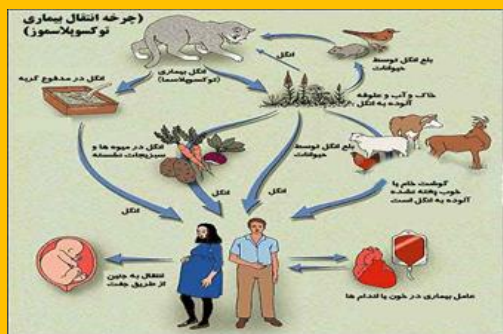 (چرخه انتقال بیماری
توکسوپلاسموز)
انگل
بلع انگل توسط
حیوانات
انگل بیماری
(توکسوپلاسما)
انگل در مدفوع گربه
خاک و آب و علوفه
آلوده به انگل
انگل در میوه ها و
سبزیجات نشسته
بلع انگل توسط
حیوانات
انگل
انگل
انگل
انگل
گوشت خام یا
خوب پخته نشده
آلوده به انگل است
انتقال به جنین
از طریق جفت
عامل بیماری در خون یا اندام ها